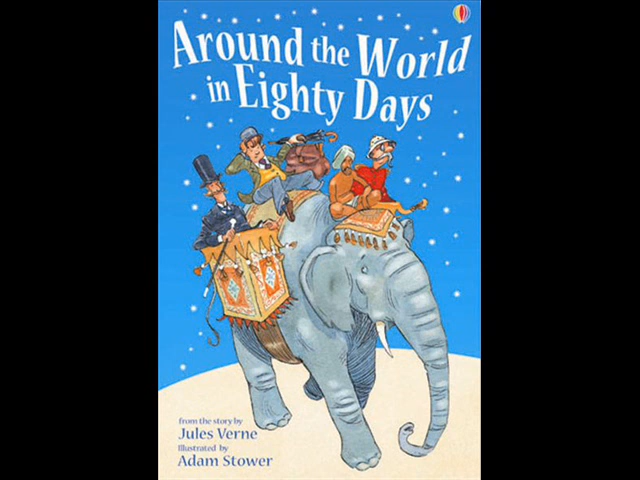 Around the World
in Eighty Days
from the story by
Jules Verne
Illustrated by
Adam Stower